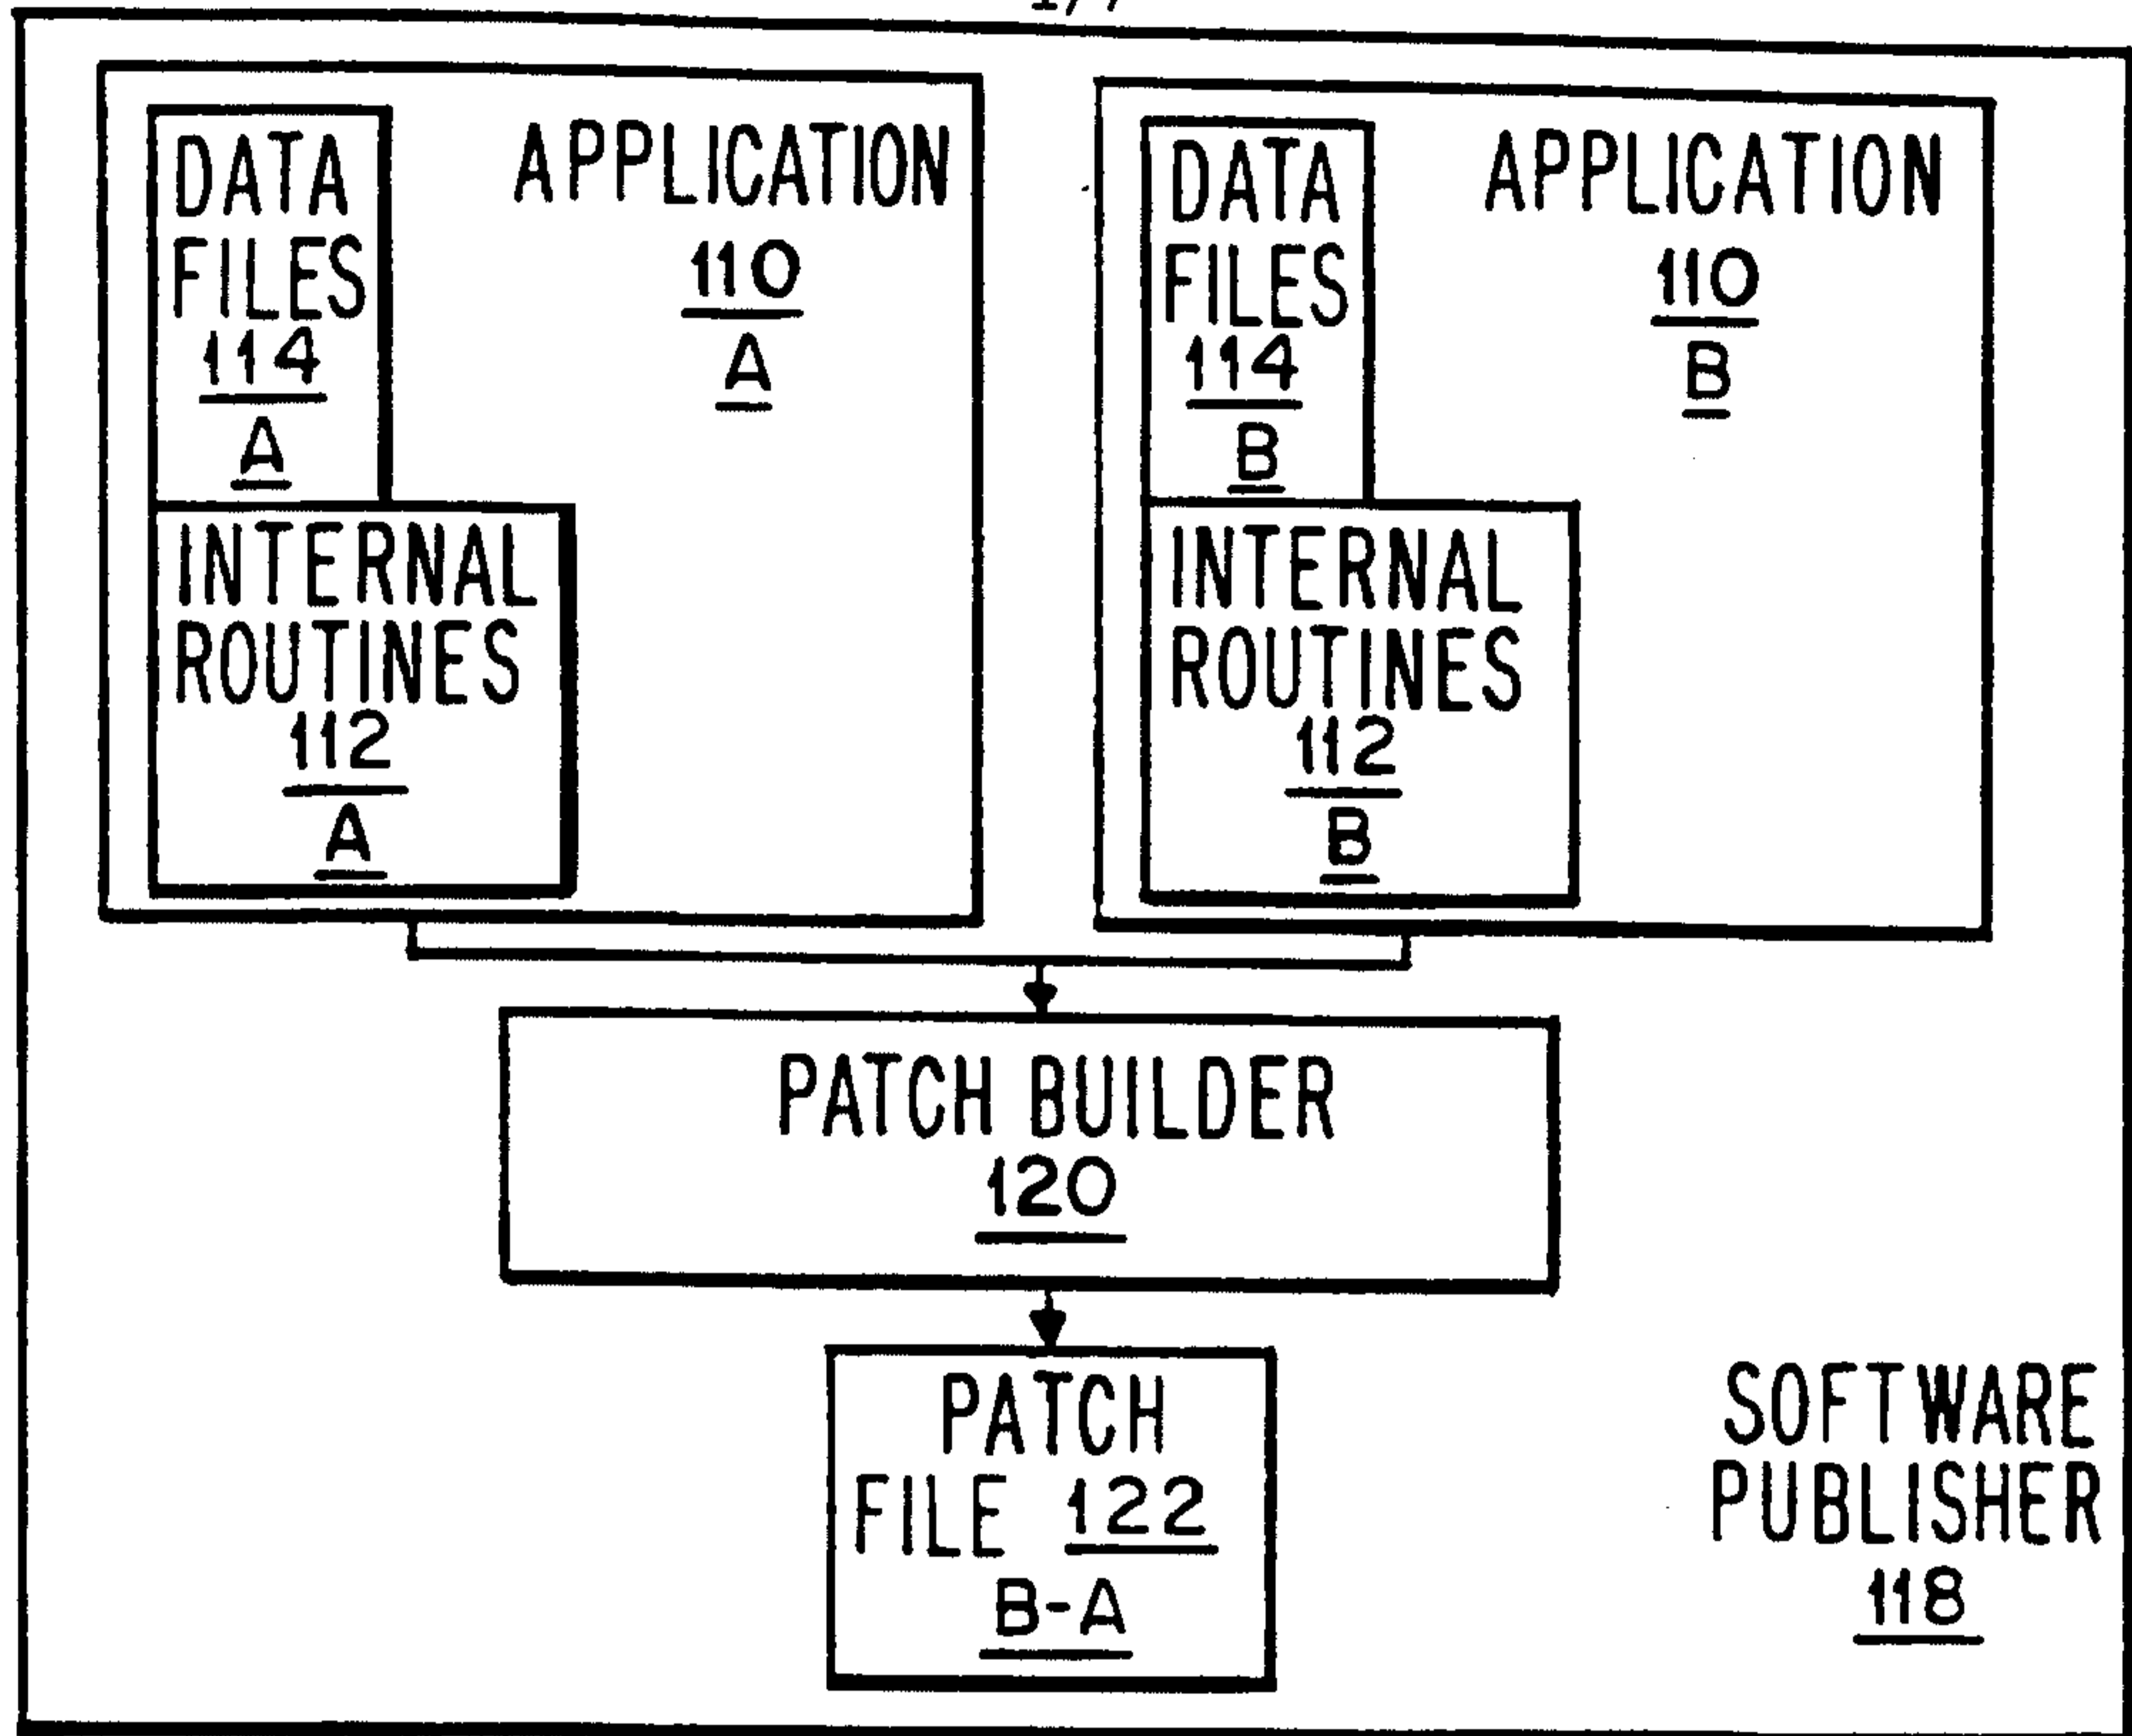 DATA
FILES
114
A
APPLICATION
110
A
INTERNAL
ROUTINES
112
A
DATA
FILES
114
B
APPLICATION
110
B
INTERNAL
ROUTINES
112
B
PATCH BUILDER
120
PATCH
FILE 122
B-A
SOFTWARE
PUBLISHER
118